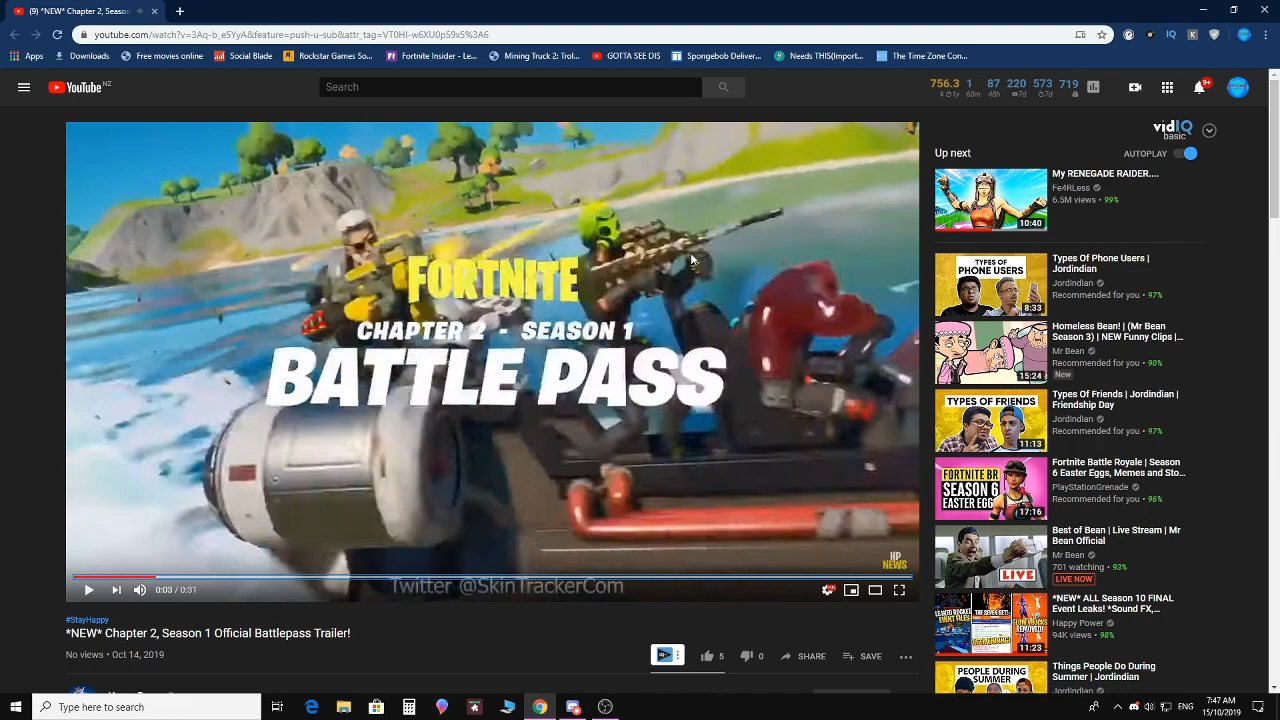 (9) *NEW* Chapter 2, Season
youtube.com/watch?v=3Aq-b_e5YyA&feature=push-u-sub&attr_tag=VT0HI-w6XU0p59x5%3A6
Apps
Downloads
Free movies online
Social Blade
Rockstar Games So...
Fortnite Insider - Le...
Mining Truck 2: Trol...
GOTTA SEE DIS
Spongebob Driver...
Needs THIS(Import...
The Time Zone Con...
YouTube NZ
Search
756.3 1 87 220 573 719
$ 1y 60m 48h 7d 7d
9+
vidIQ
basic
Up next
AUTOPLAY
My RENEGADE RAIDER....
Fe4RLess
6.5M views • 99%
10:40
TYPES OF
PHONE USERS
8:33
Types Of Phone Users |
Jordindian
Jordindian
Recommended for you • 97%
15:24
Homeless Bean! | (Mr Bean
Season 3) | NEW Funny Clips |...
Mr Bean
Recommended for you • 90%
New
TYPES OF FRIENDS
11:13
Types Of Friends | Jordindian |
Friendship Day
Jordindian
Recommended for you • 97%
FORTNITE BR
SEASON 6
EASTER EGG
17:16
Fortnite Battle Royale | Season
6 Easter Eggs, Memes and Sto...
PlayStationGrenade
Recommended for you • 96%
LIVE
Best of Bean | Live Stream | Mr
Bean Official
Mr Bean
701 watching • 93%
LIVE NOW
11:23
*NEW* ALL Season 10 FINAL
Event Leaks! *Sound FX,...
Happy Power
94K views • 98%
PEOPLE DURING
SUMMER
Things People Do During
Summer | Jordindian
Jordindian
FORTNITE
CHAPTER 2 - SEASON 1
BATTLE PASS
HP
NEWS
Twitter @SkinTrackerCom
0:03 / 0:31
#StayHappy
*NEW* Chapter 2, Season 1 Official Battle Pass Trailer!
No views • Oct 14, 2019
5
0
SHARE
SAVE
Type here to search
7:47 AM
15/10/2019